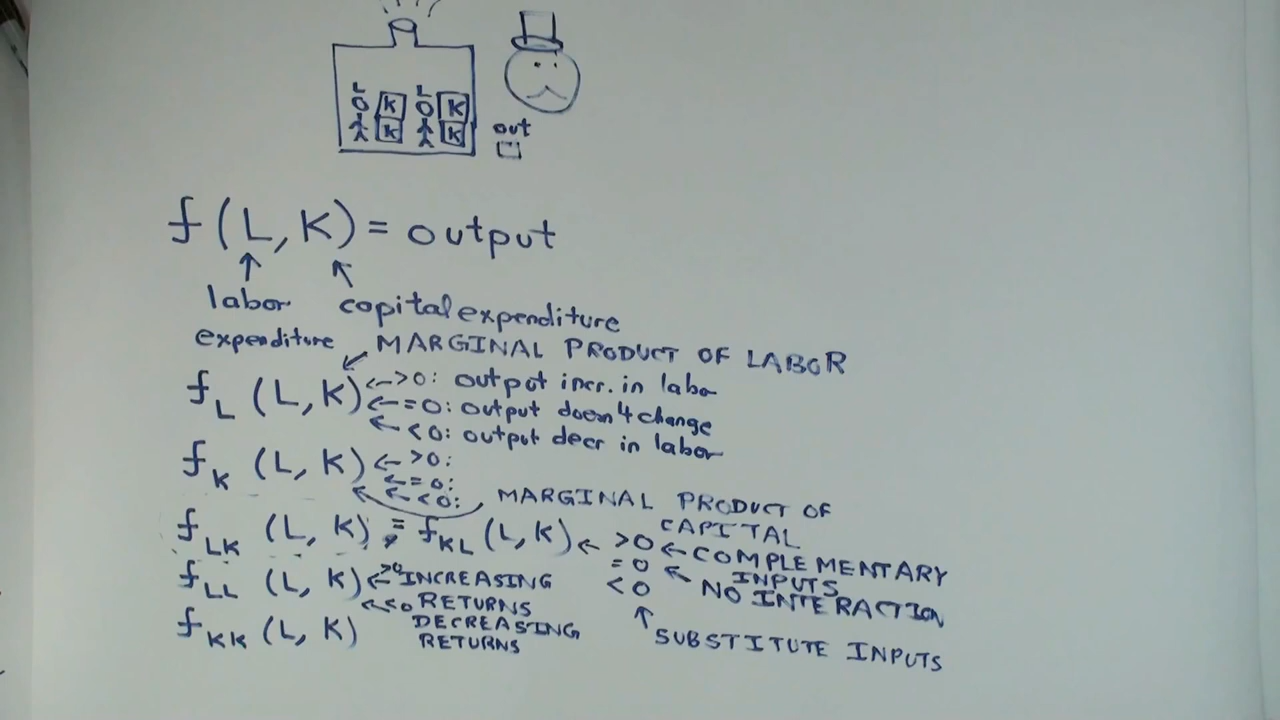 L K L K
K K
out
f (L, K) = output
labor capital expenditure
expenditure MARGINAL PRODUCT OF LABOR
f_L (L, K) ← >0: output incr. in labor
← =0: output doesn't change
← <0: output decr in labor
f_K (L, K) ← >0:
← =0:
← <0: MARGINAL PRODUCT OF
CAPITAL
f_LK (L, K) = f_KL (L, K) ← >0 ← COMPLEMENTARY
INPUTS
=0 ← NO INTERACTION
<0
SUBSTITUTE INPUTS
f_LL (L, K) ← >0 INCREASING
RETURNS
← <0 DECREASING
RETURNS
f_KK (L, K)